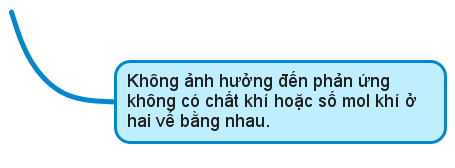 Không ảnh hưởng đến phản ứng
không có chất khí hoặc số mol khí ở
hai vế bằng nhau.